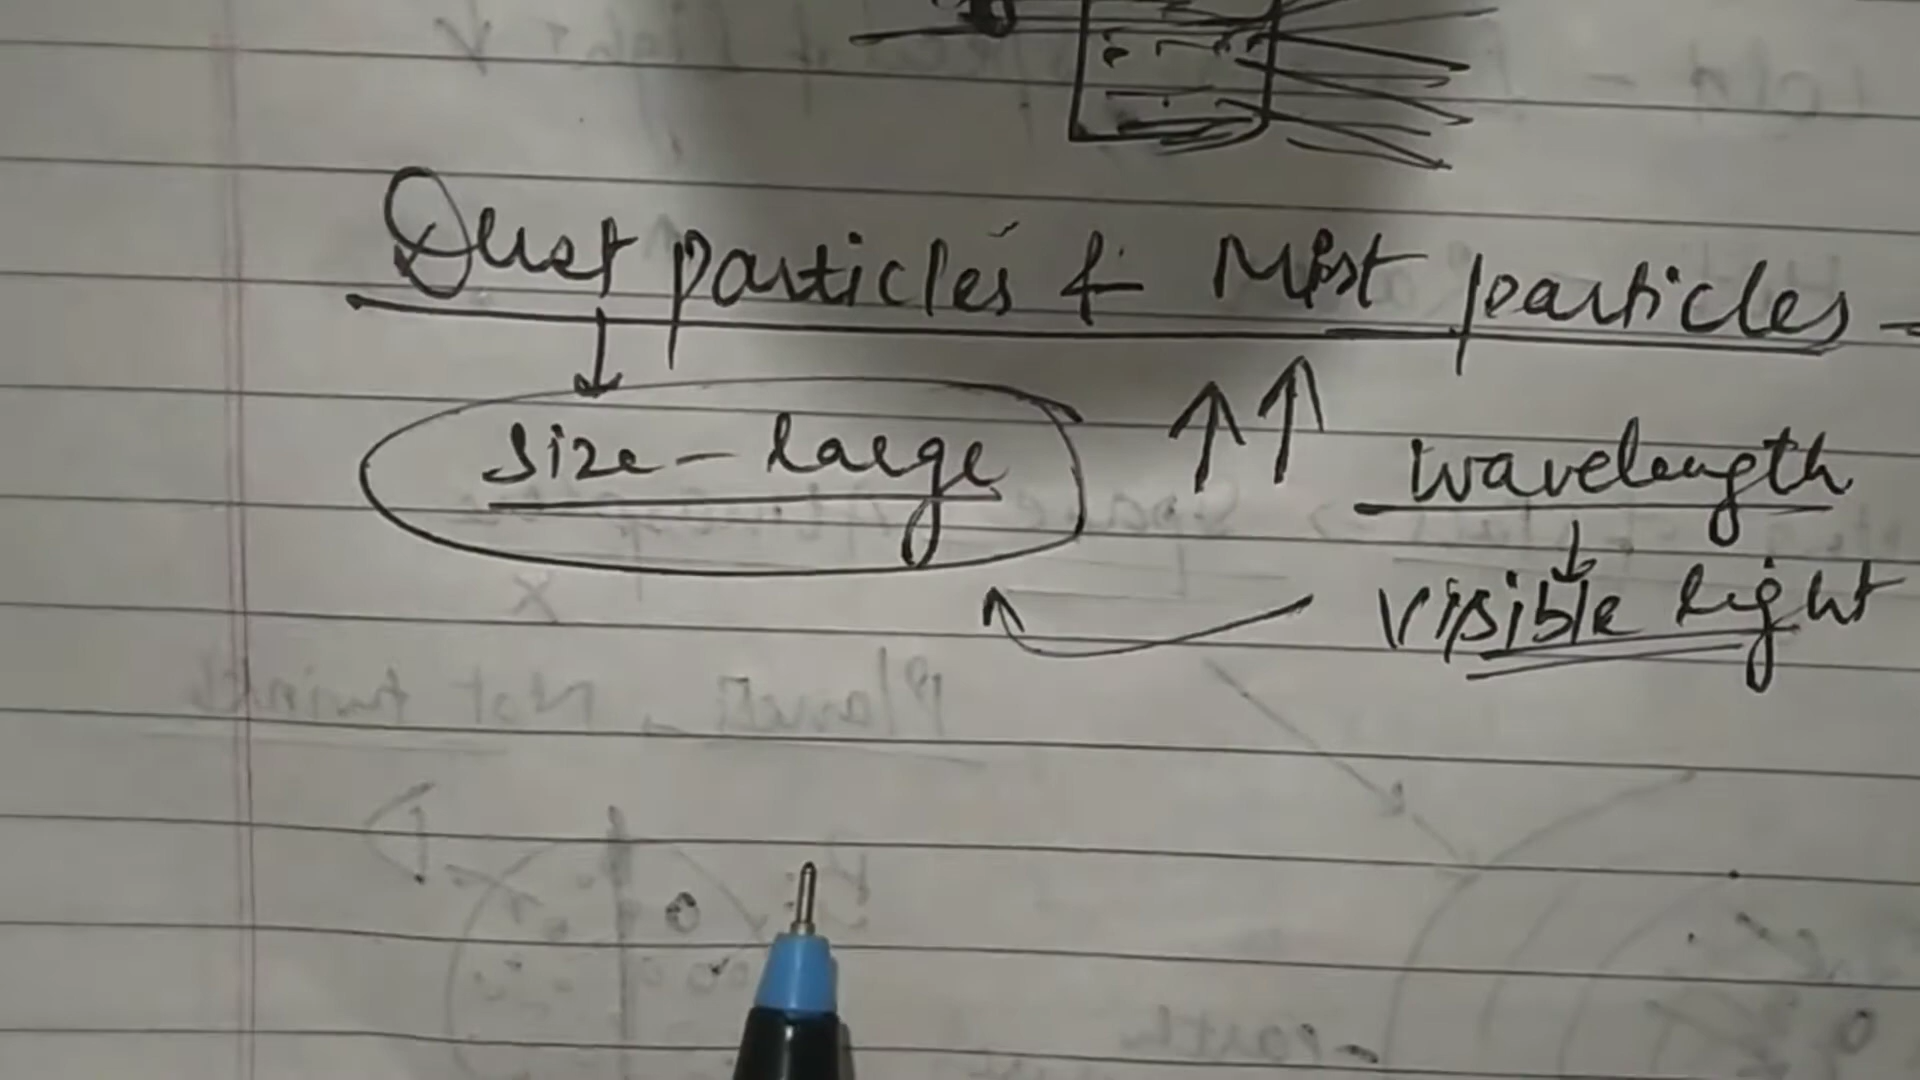 Dust particles & Mist particles -
size - large
wavelength
visible light